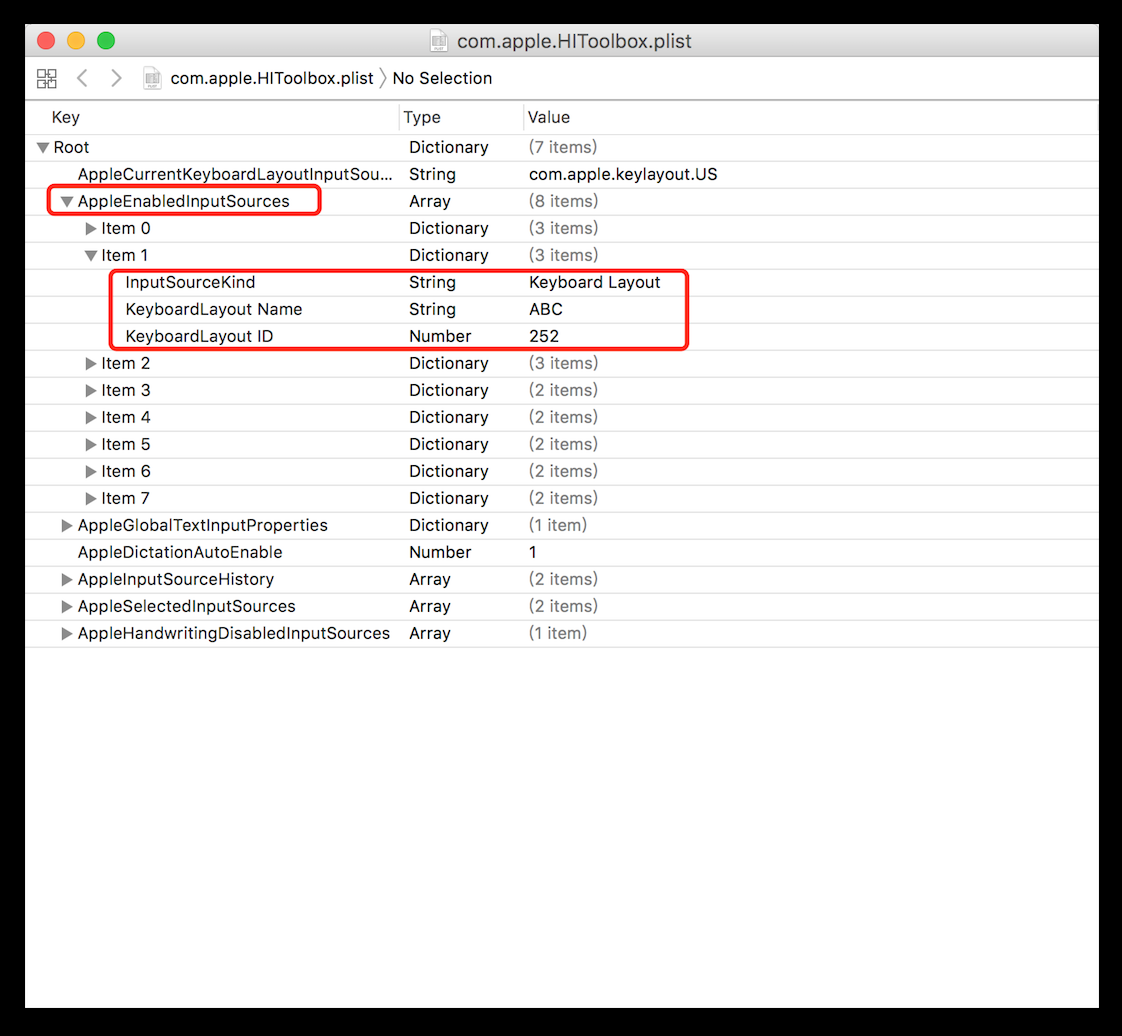 com.apple.HIToolbox.plist
com.apple.HIToolbox.plist No Selection
Key Type Value
Root Dictionary (7 items)
AppleCurrentKeyboardLayoutInputSou... String com.apple.keylayout.US
AppleEnabledInputSources Array (8 items)
Item 0 Dictionary (3 items)
Item 1 Dictionary (3 items)
InputSourceKind String Keyboard Layout
KeyboardLayout Name String ABC
KeyboardLayout ID Number 252
Item 2 Dictionary (3 items)
Item 3 Dictionary (2 items)
Item 4 Dictionary (2 items)
Item 5 Dictionary (2 items)
Item 6 Dictionary (2 items)
Item 7 Dictionary (2 items)
AppleGlobalTextInputProperties Dictionary (1 item)
AppleDictationAutoEnable Number 1
AppleInputSourceHistory Array (2 items)
AppleSelectedInputSources Array (2 items)
AppleHandwritingDisabledInputSources Array (1 item)